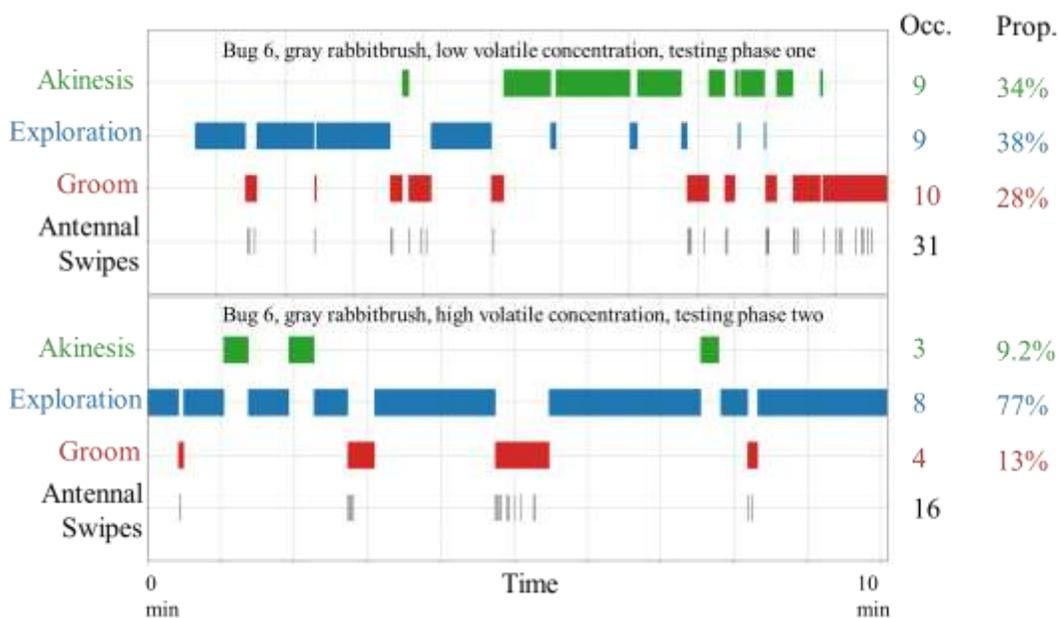 Occ. Prop.
Bug 6, gray rabbitbrush, low volatile concentration, testing phase one
Akinesis 9 34%
Exploration 9 38%
Groom 10 28%
Antennal
Swipes 31
Bug 6, gray rabbitbrush, high volatile concentration, testing phase two
Akinesis 3 9.2%
Exploration 8 77%
Groom 4 13%
Antennal
Swipes 16
0 Time 10
min min